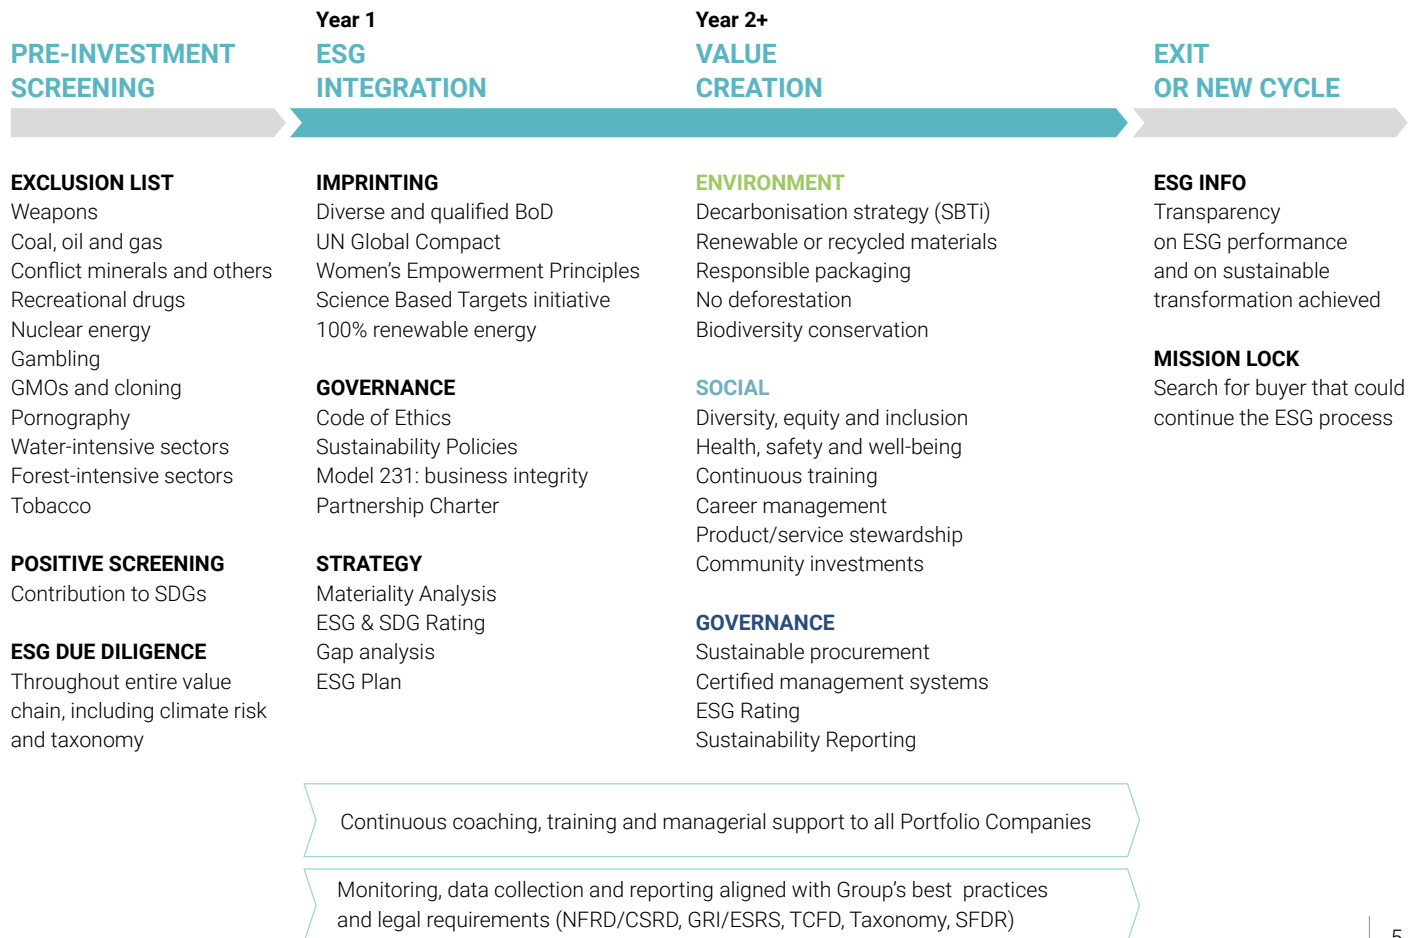 PRE-INVESTMENT
SCREENING
EXCLUSION LIST
Weapons
Coal, oil and gas
Conflict minerals and others
Recreational drugs
Nuclear energy
Gambling
GMOs and cloning
Pornography
Water-intensive sectors
Forest-intensive sectors
Tobacco
POSITIVE SCREENING
Contribution to SDGs
ESG DUE DILIGENCE
Throughout entire value
chain, including climate risk
and taxonomy
Year 1
ESG
INTEGRATION
IMPRINTING
Diverse and qualified BoD
UN Global Compact
Women's Empowerment Principles
Science Based Targets initiative
100% renewable energy
GOVERNANCE
Code of Ethics
Sustainability Policies
Model 231: business integrity
Partnership Charter
STRATEGY
Materiality Analysis
ESG & SDG Rating
Gap analysis
ESG Plan
Year 2+
VALUE
CREATION
ENVIRONMENT
Decarbonisation strategy (SBTi)
Renewable or recycled materials
Responsible packaging
No deforestation
Biodiversity conservation
SOCIAL
Diversity, equity and inclusion
Health, safety and well-being
Continuous training
Career management
Product/service stewardship
Community investments
GOVERNANCE
Sustainable procurement
Certified management systems
ESG Rating
Sustainability Reporting
EXIT
OR NEW CYCLE
ESG INFO
Transparency
on ESG performance
and on sustainable
transformation achieved
MISSION LOCK
Search for buyer that could
continue the ESG process
Continuous coaching, training and managerial support to all Portfolio Companies
Monitoring, data collection and reporting aligned with Group's best practices
and legal requirements (NFRD/CSRD, GRI/ESRS, TCFD, Taxonomy, SFDR)
5